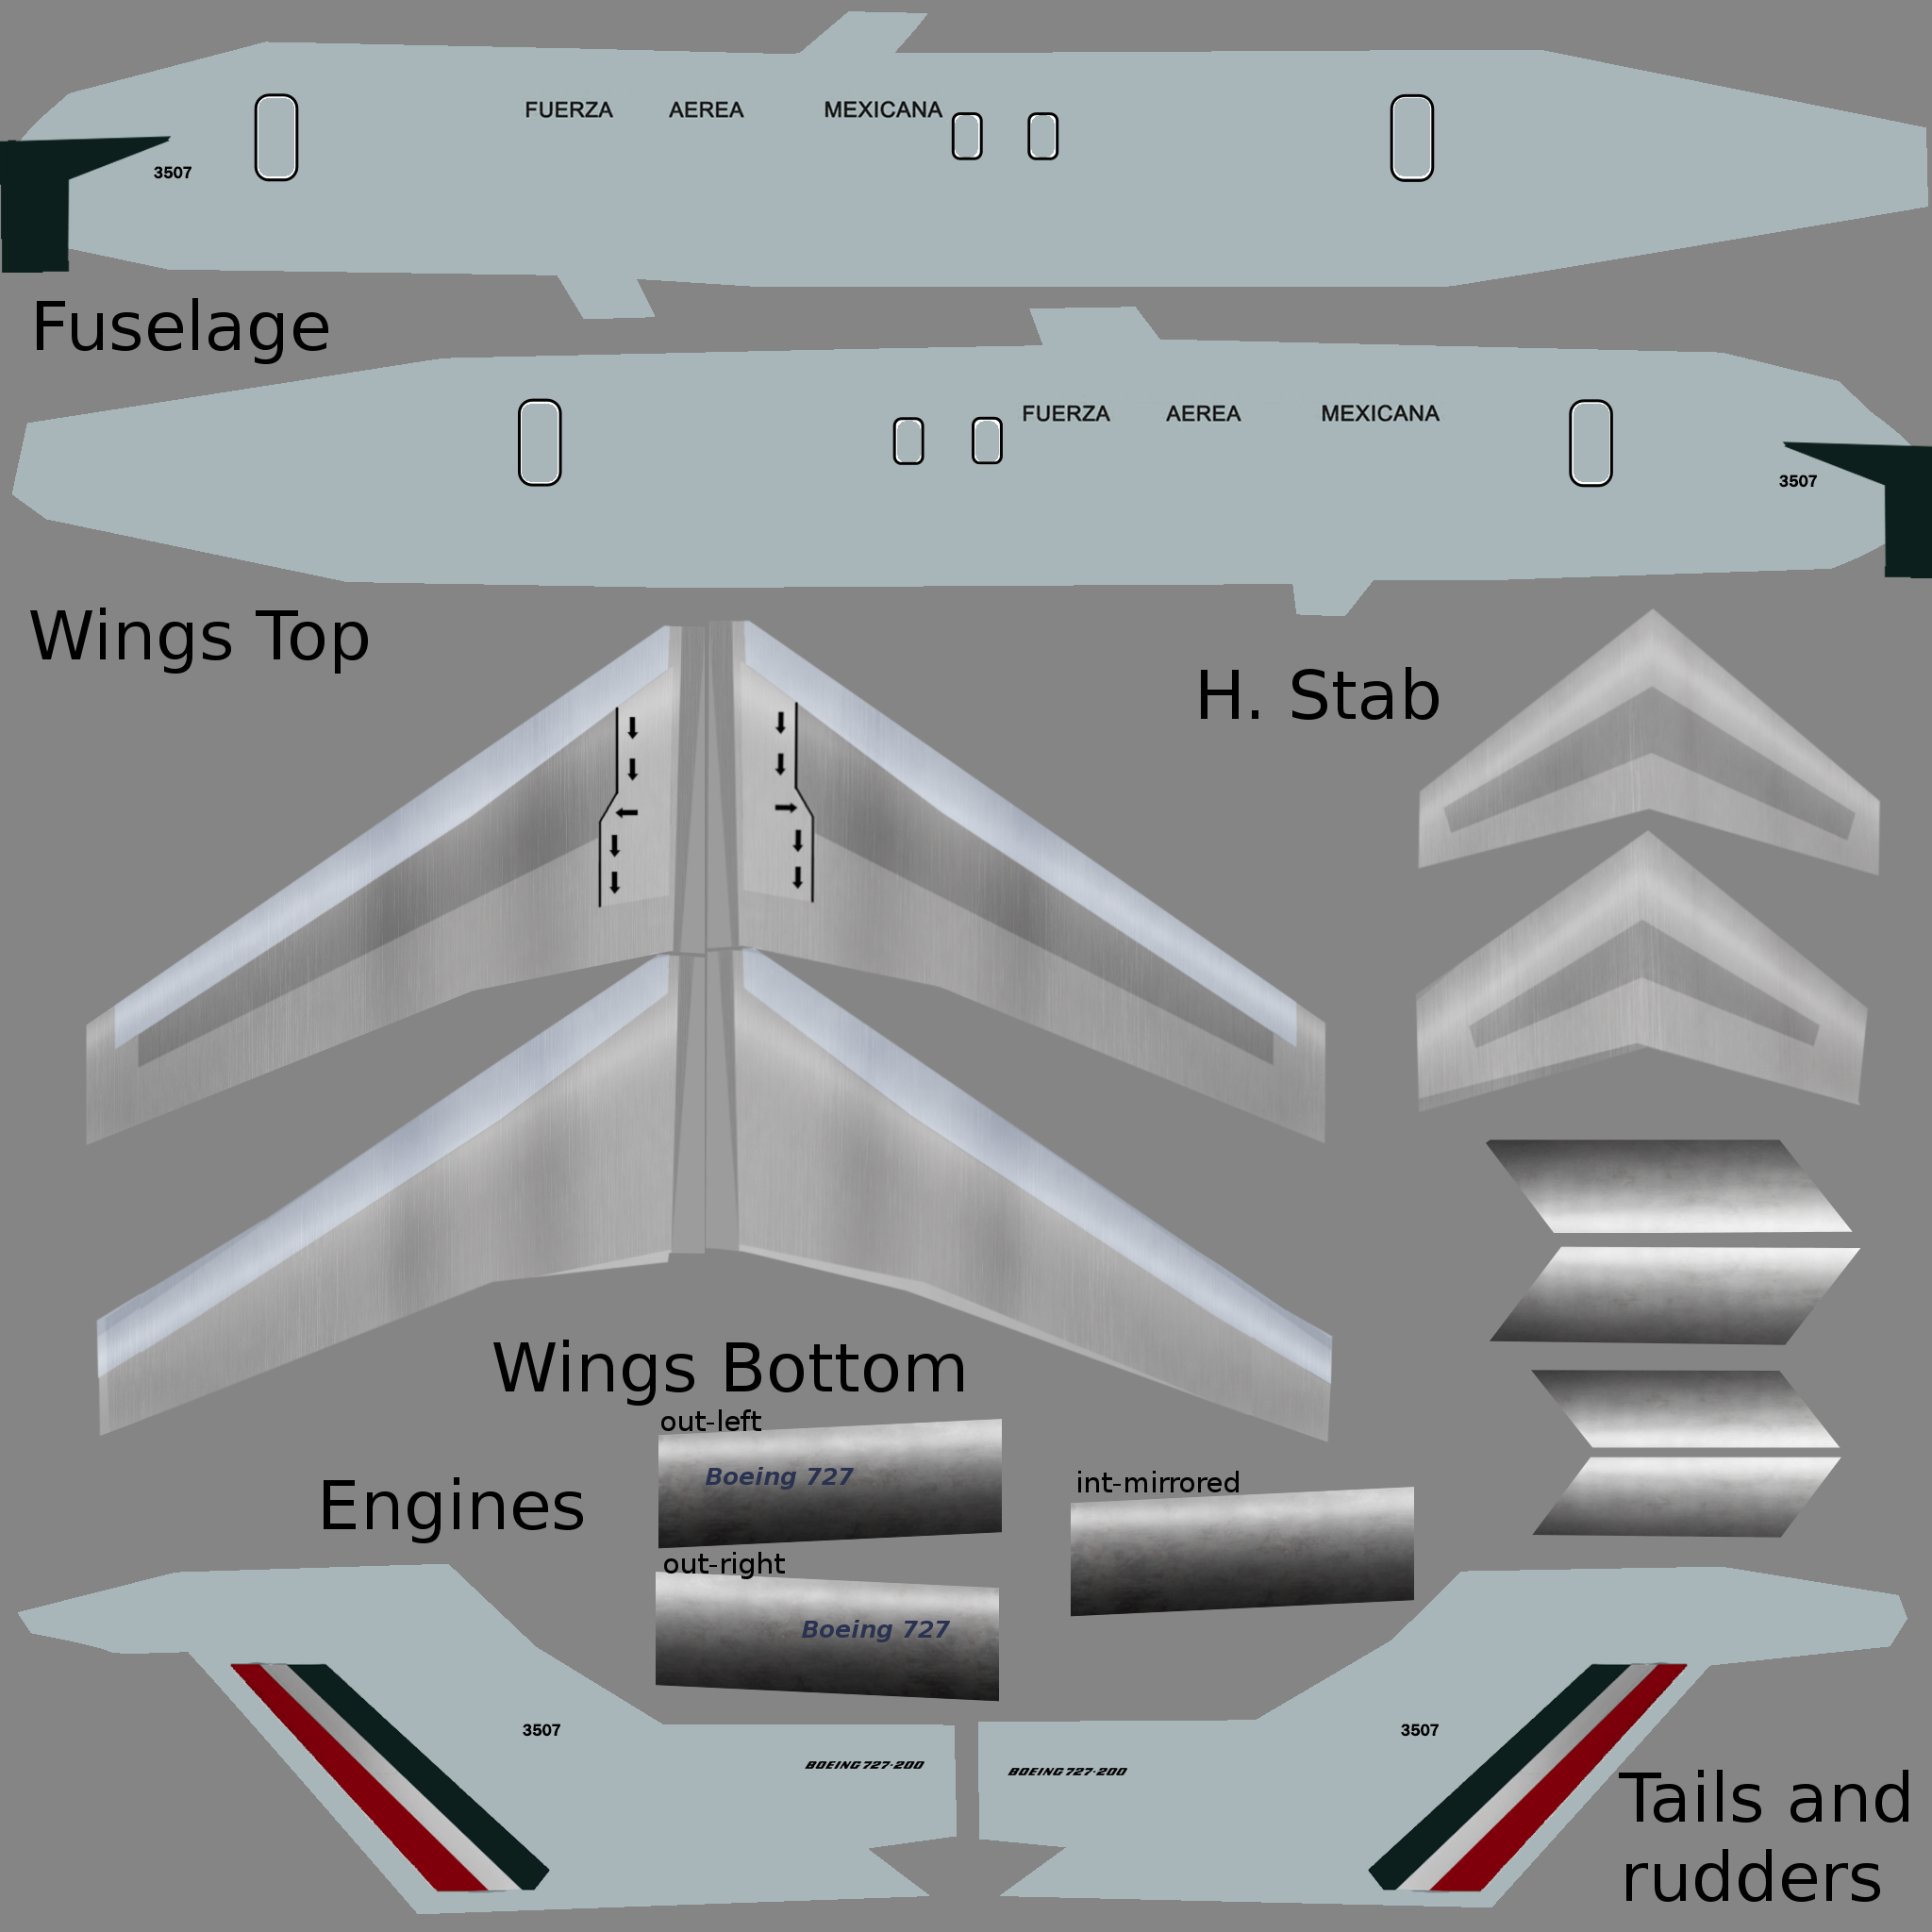 FUERZA AEREA MEXICANA
3507
Fuselage
FUERZA AEREA MEXICANA
3507
Wings Top
H. Stab
Wings Bottom
out-left
Boeing 727
Engines
int-mirrored
out-right
Boeing 727
3507
BOEING 727-200
3507
BOEING 727-200
Tails and
rudders